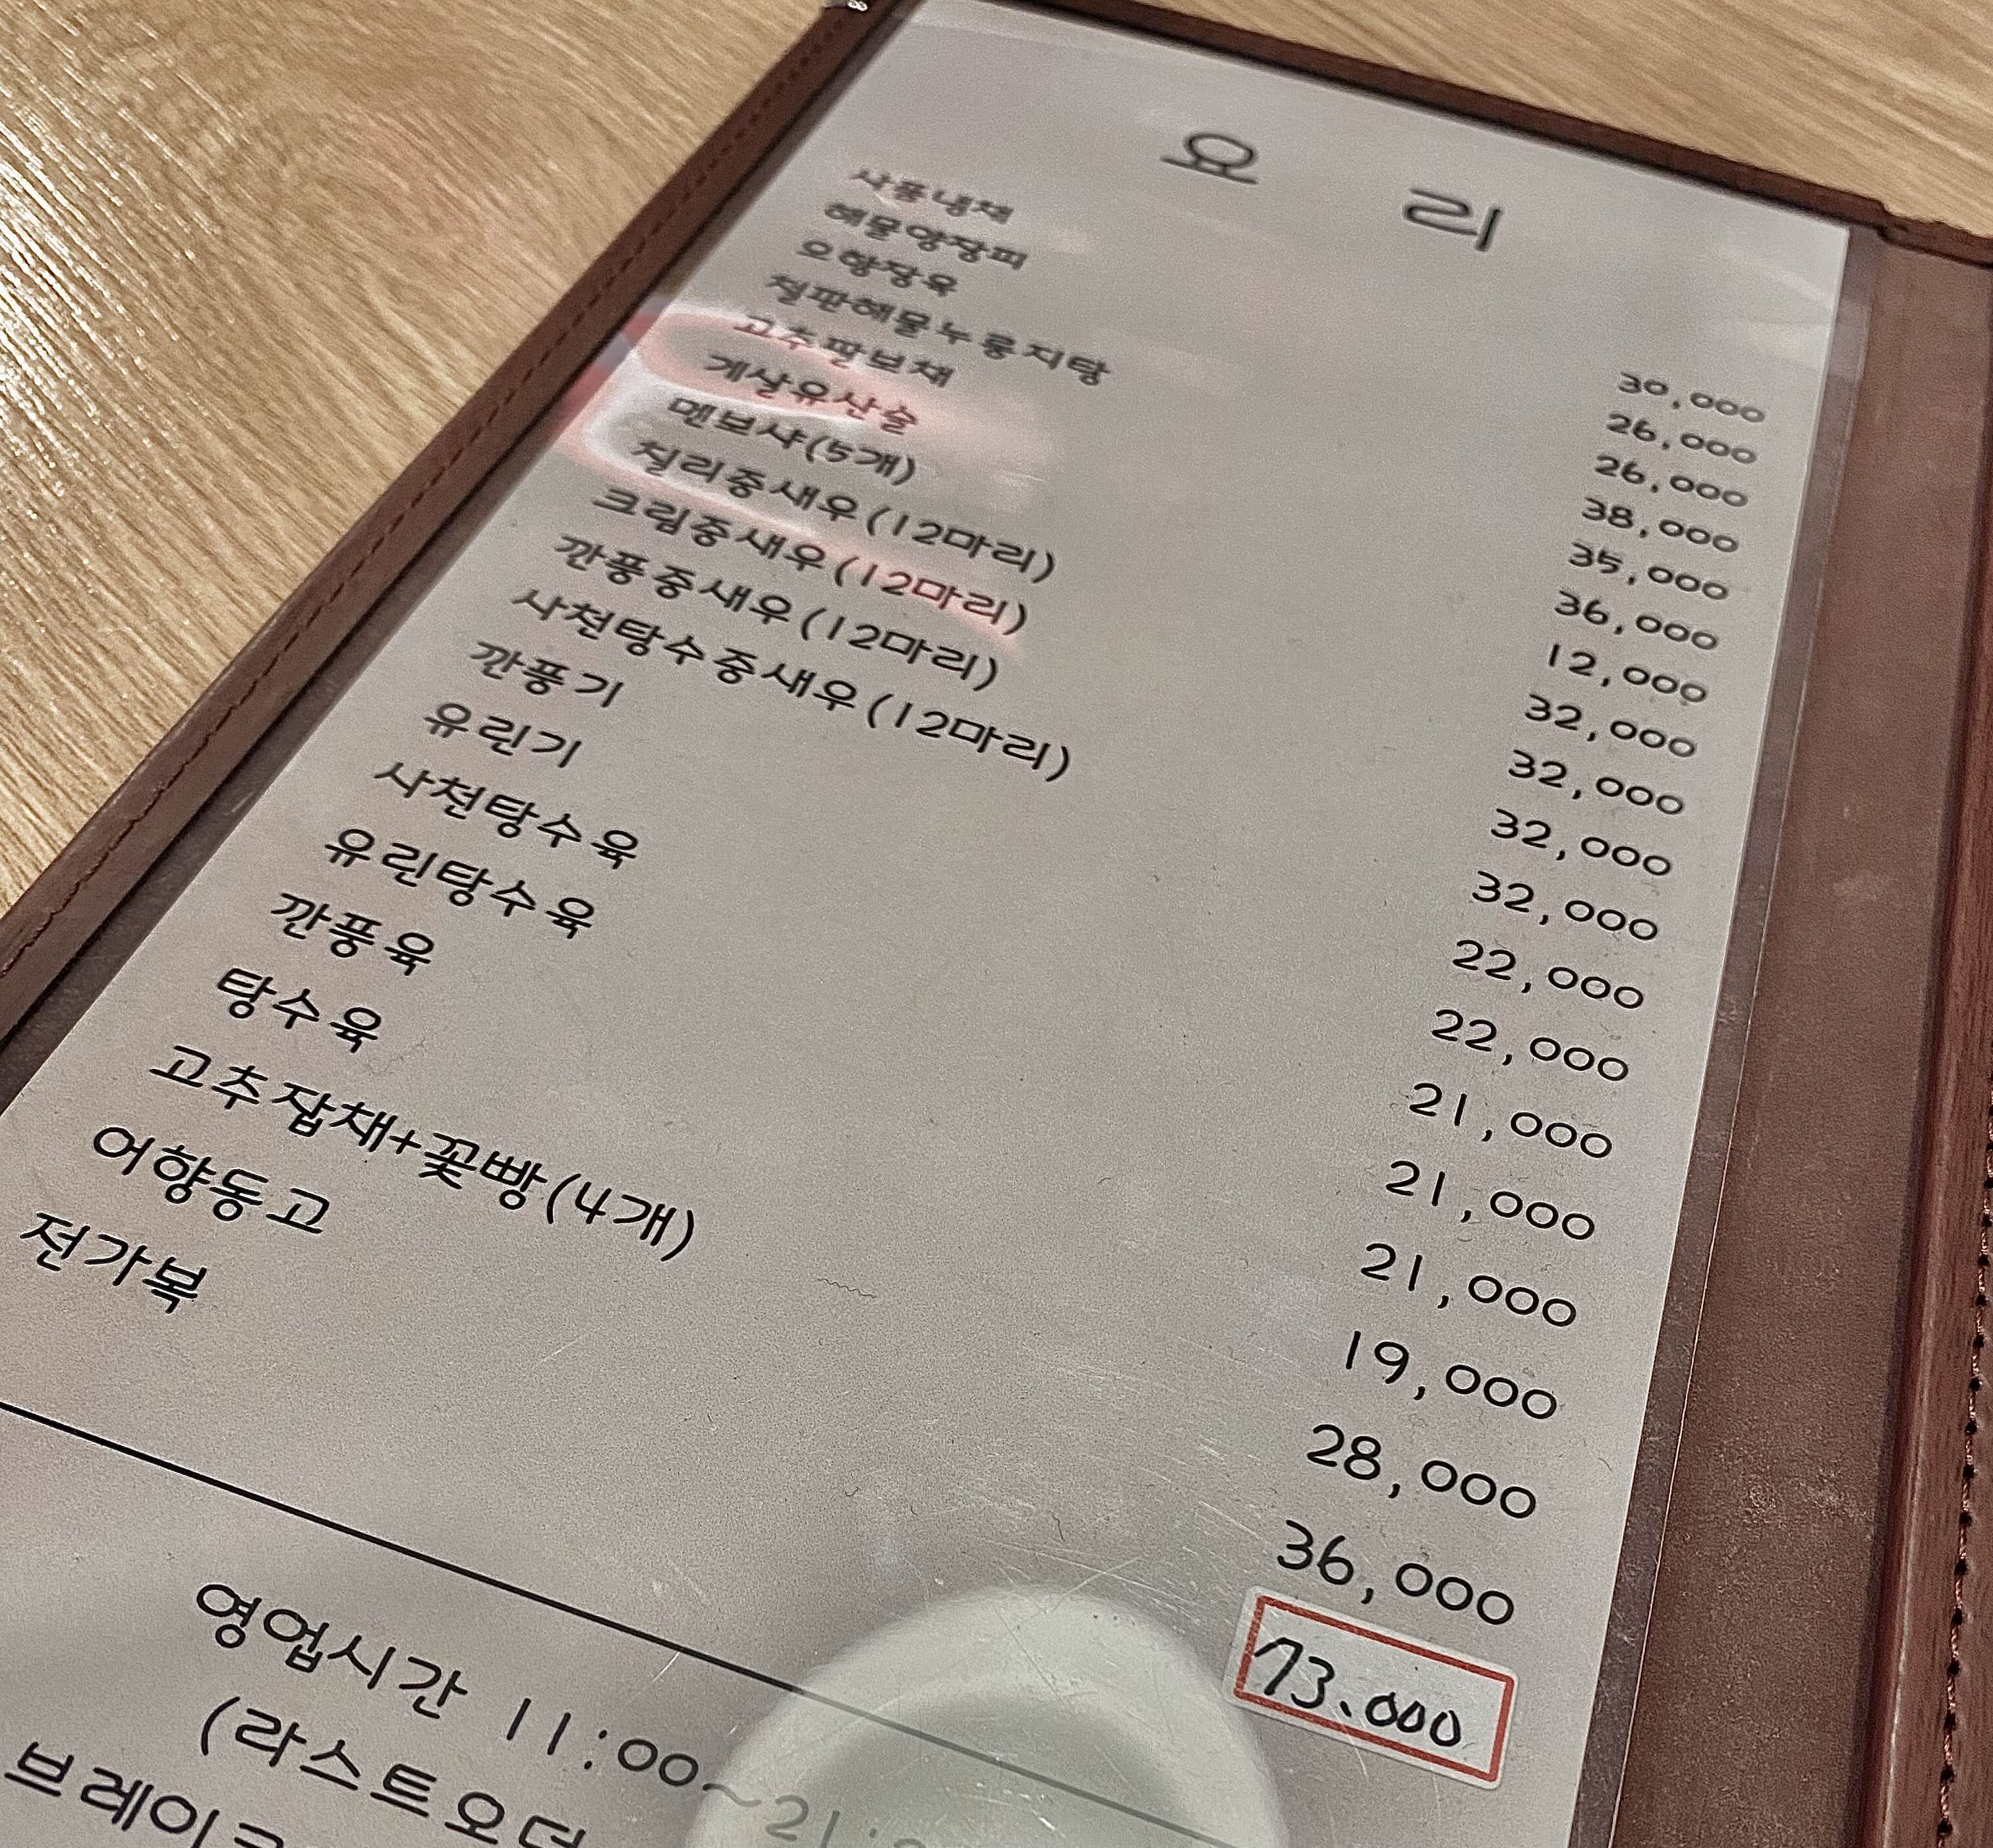 요 리
사품냉채 30,000
해물양장피 26,000
오향장육 26,000
철판해물누룽지탕 38,000
35,000
게살유산슬 36,000
멘보샤(5개) 12,000
칠리중새우(12마리) 32,000
크림중새우(12마리) 32,000
깐풍중새우(12마리) 32,000
사천탕수중새우(12마리) 32,000
깐풍기 22,000
유린기 22,000
사천탕수육 21,000
유린탕수육 21,000
깐풍육 21,000
탕수육 19,000
고추잡채+꽃빵(4개) 28,000
어향동고 36,000
전가복 73.000
영업시간 11:00~21:
(라스트오더
브레이크